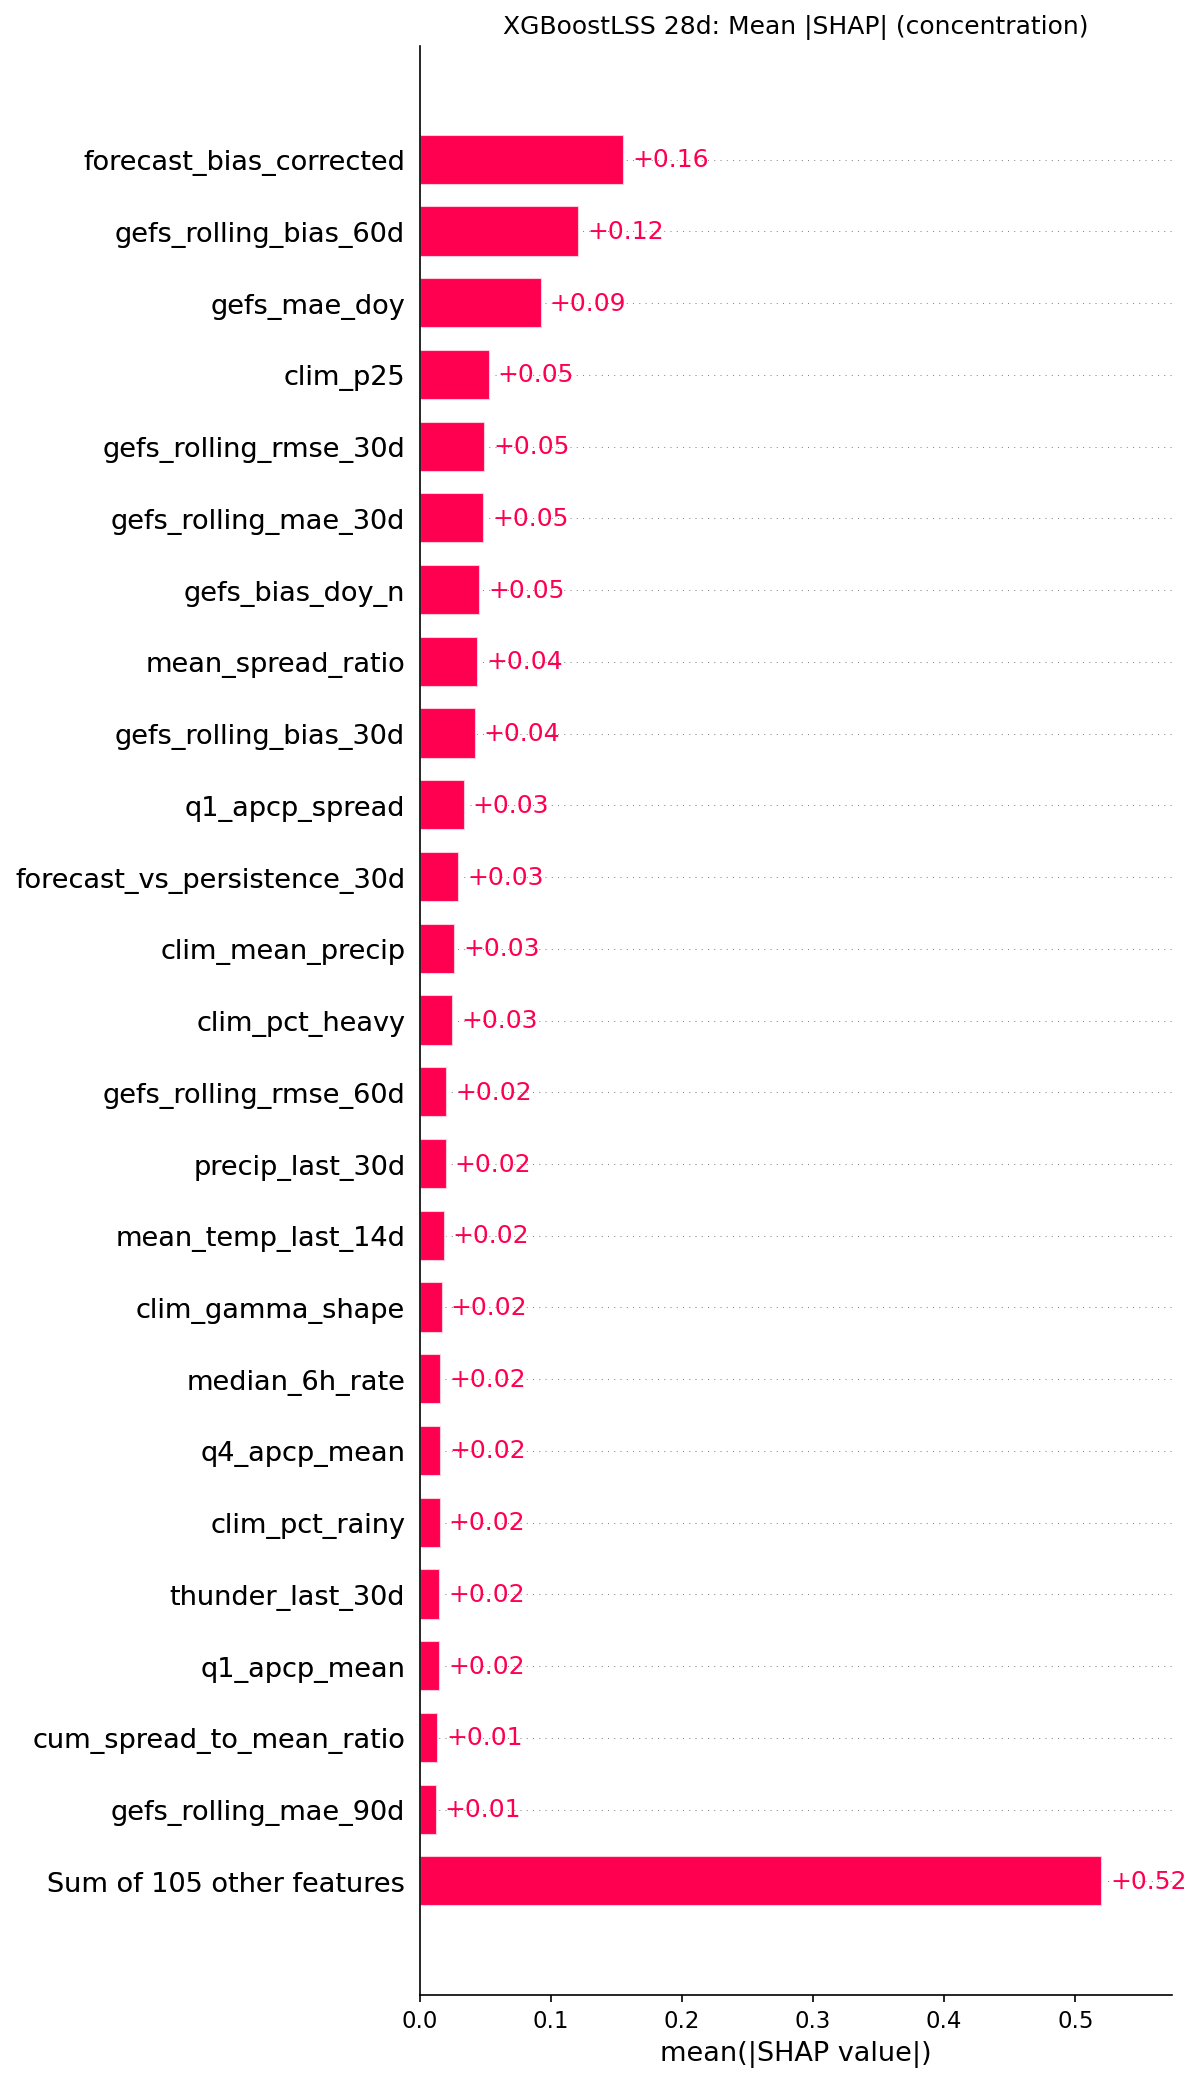 XGBoostLSS 28d: Mean |SHAP| (concentration)
forecast_bias_corrected +0.16
gefs_rolling_bias_60d +0.12
gefs_mae_doy +0.09
clim_p25 +0.05
gefs_rolling_rmse_30d +0.05
gefs_rolling_mae_30d +0.05
gefs_bias_doy_n +0.05
mean_spread_ratio +0.04
gefs_rolling_bias_30d +0.04
q1_apcp_spread +0.03
forecast_vs_persistence_30d +0.03
clim_mean_precip +0.03
clim_pct_heavy +0.03
gefs_rolling_rmse_60d +0.02
precip_last_30d +0.02
mean_temp_last_14d +0.02
clim_gamma_shape +0.02
median_6h_rate +0.02
q4_apcp_mean +0.02
clim_pct_rainy +0.02
thunder_last_30d +0.02
q1_apcp_mean +0.02
cum_spread_to_mean_ratio +0.01
gefs_rolling_mae_90d +0.01
Sum of 105 other features +0.52
0.0 0.1 0.2 0.3 0.4 0.5
mean(|SHAP value|)